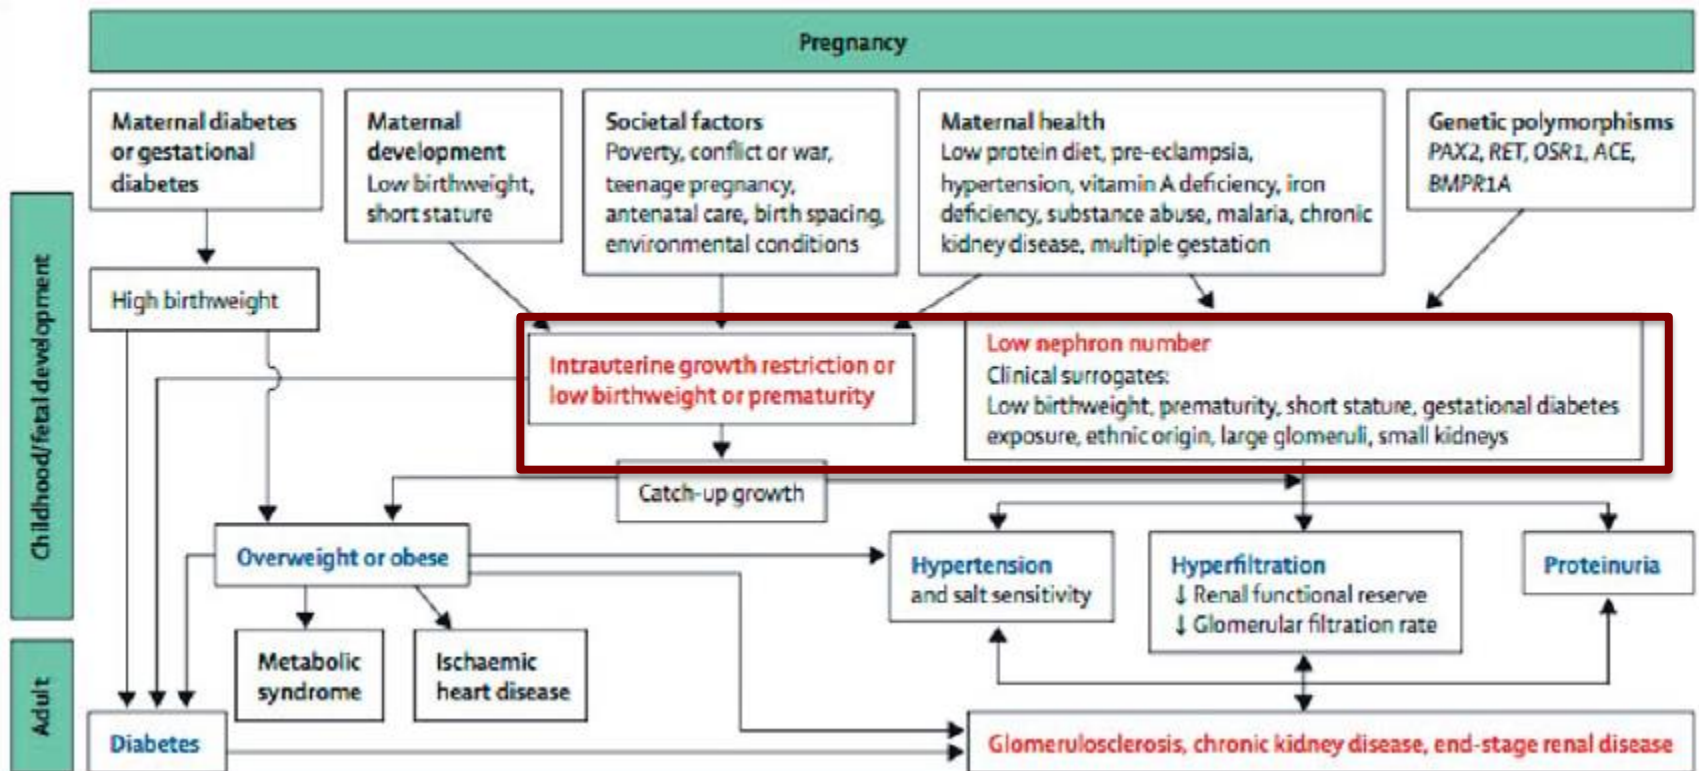 Pregnancy
Maternal diabetes
or gestational
diabetes
Maternal
development
Low birthweight,
short stature
Societal factors
Poverty, conflict or war,
teenage pregnancy,
antenatal care, birth spacing,
environmental conditions
Maternal health
Low protein diet, pre-eclampsia,
hypertension, vitamin A deficiency, iron
deficiency, substance abuse, malaria, chronic
kidney disease, multiple gestation
Genetic polymorphisms
PAX2, RET, OSR1, ACE,
BMPR1A
Childhood/fetal development
High birthweight
Intrauterine growth restriction or
low birthweight or prematurity
Low nephron number
Clinical surrogates:
Low birthweight, prematurity, short stature, gestational diabetes
exposure, ethnic origin, large glomeruli, small kidneys
Catch-up growth
Overweight or obese
Hypertension
and salt sensitivity
Hyperfiltration
↓ Renal functional reserve
↓ Glomerular filtration rate
Proteinuria
Metabolic
syndrome
Ischaemic
heart disease
Adult
Diabetes
Glomerulosclerosis, chronic kidney disease, end-stage renal disease